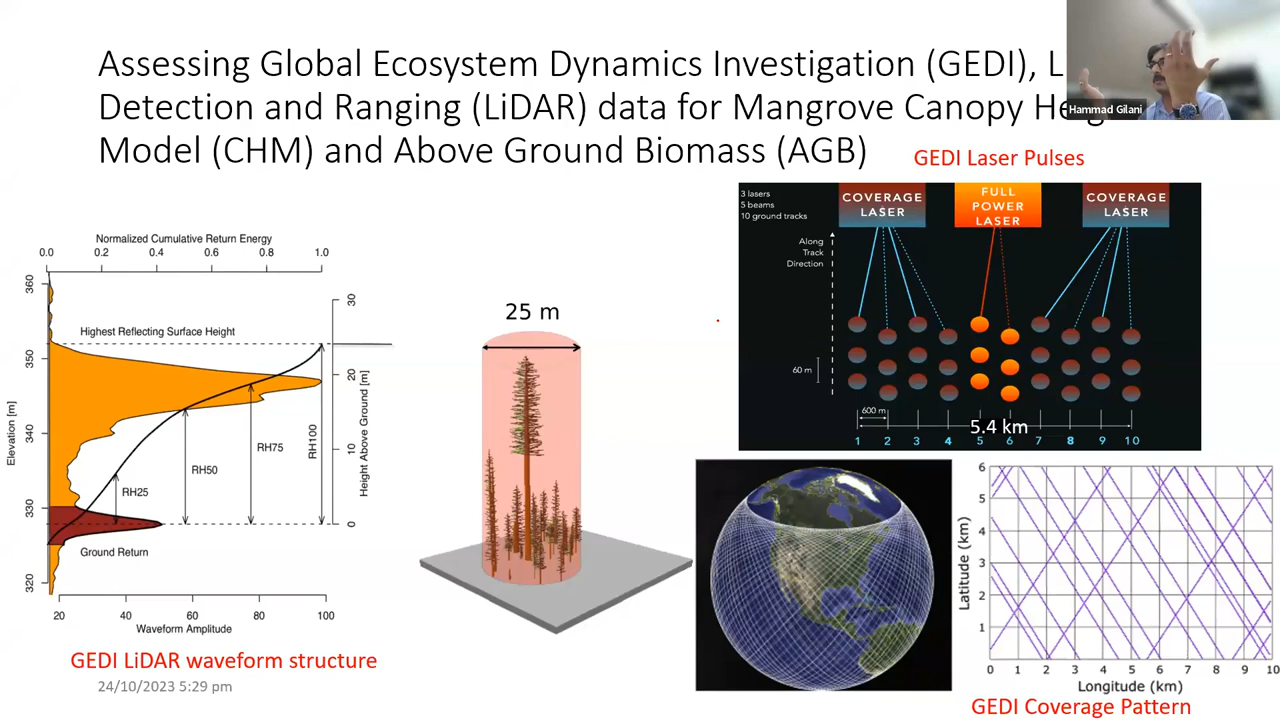 Assessing Global Ecosystem Dynamics Investigation (GEDI), L
Detection and Ranging (LiDAR) data for Mangrove Canopy He
Model (CHM) and Above Ground Biomass (AGB)
Hammad Gilani
GEDI Laser Pulses
3 lasers
5 beams
10 ground tracks
COVERAGE
LASER
FULL
POWER
LASER
COVERAGE
LASER
Along
Track
Direction
60 m
600 m
5.4 km
1 2 3 4 5 6 7 8 9 10
Normalized Cumulative Return Energy
0.0 0.2 0.4 0.6 0.8 1.0
Elevation [m]
360
350
340
330
320
Highest Reflecting Surface Height
RH25
RH50
RH75
RH100
Height Above Ground [m]
30
20
10
0
Ground Return
20 40 60 80 100
Waveform Amplitude
GEDI LiDAR waveform structure
24/10/2023 5:29 pm
25 m
Latitude (km)
6
5
4
3
2
1
0 1 2 3 4 5 6 7 8 9 10
Longitude (km)
GEDI Coverage Pattern